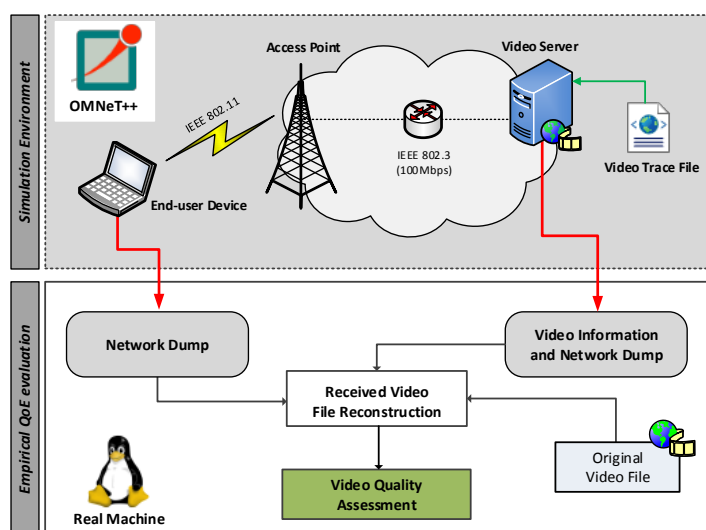 Simulation Environment
OMNeT++
IEEE 802.11
Access Point
Video Server
IEEE 802.3
(100Mbps)
Video Trace File
End-user Device
Empirical QoE evaluation
Network Dump
Video Information
and Network Dump
Received Video
File Reconstruction
Original
Video File
Video Quality
Assessment
Real Machine